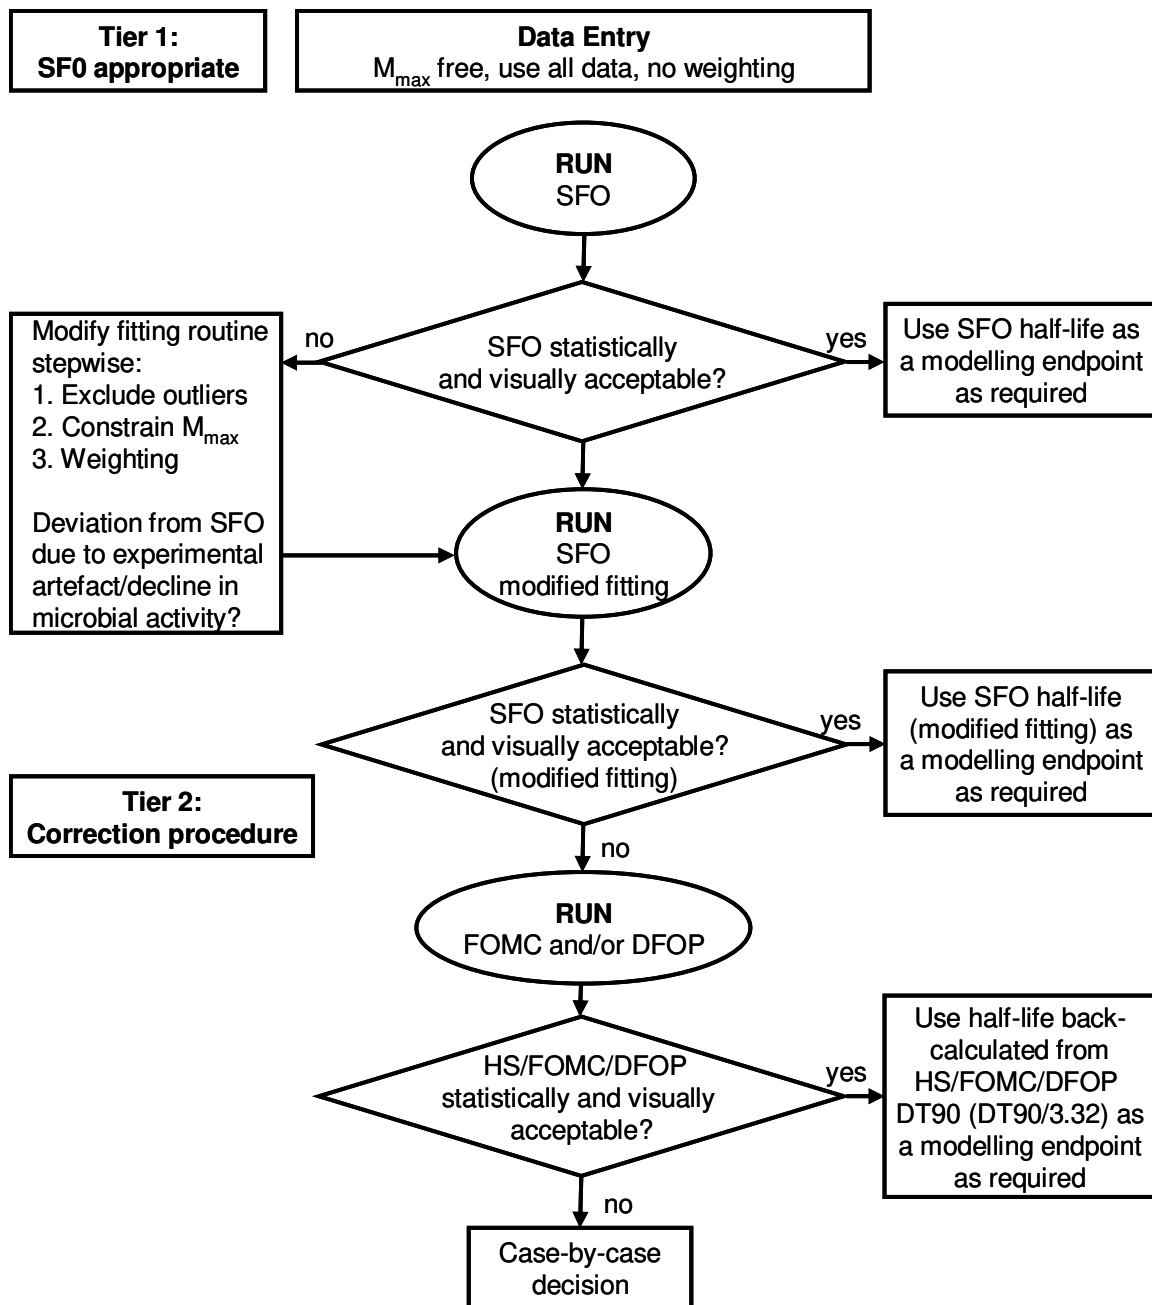 Tier 1:
SF0 appropriate
Data Entry
Mmax free, use all data, no weighting
RUN
SFO
no
SFO statistically
and visually acceptable?
yes
Use SFO half-life as
a modelling endpoint
as required
Modify fitting routine
stepwise:
1. Exclude outliers
2. Constrain Mmax
3. Weighting
Deviation from SFO
due to experimental
artefact/decline in
microbial activity?
RUN
SFO
modified fitting
SFO statistically
and visually acceptable?
(modified fitting)
yes
Use SFO half-life
(modified fitting) as
a modelling endpoint
as required
Tier 2:
Correction procedure
no
RUN
FOMC and/or DFOP
HS/FOMC/DFOP
statistically and visually
acceptable?
yes
Use half-life back-
calculated from
HS/FOMC/DFOP
DT90 (DT90/3.32) as
a modelling endpoint
as required
no
Case-by-case
decision